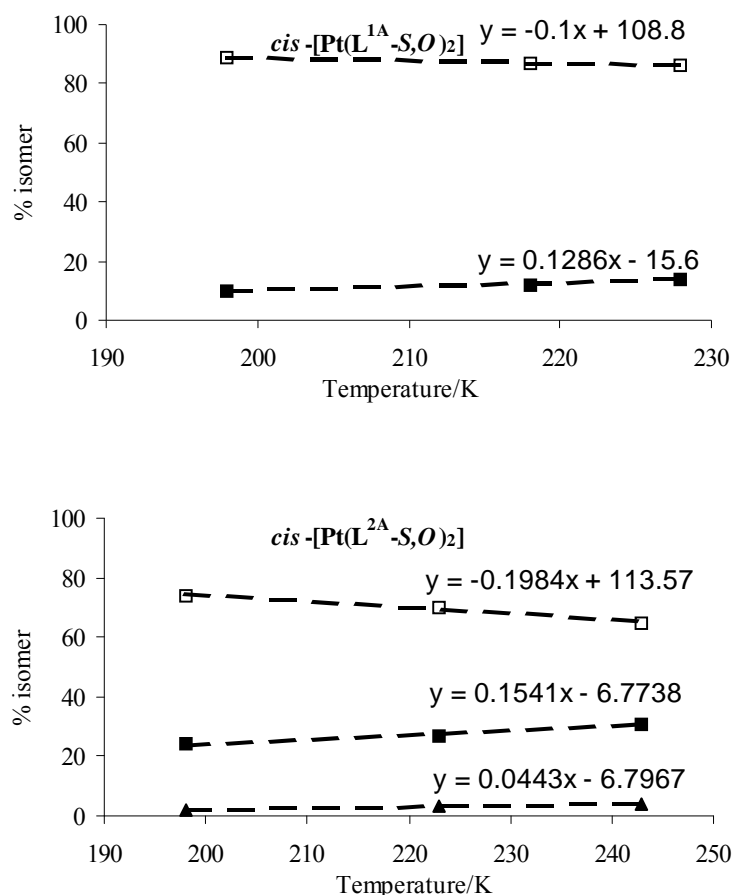 100
cis-[Pt(L1A-S,O)2]
y = -0.1x + 108.8
80
60
40
20
0
% isomer
y = 0.1286x - 15.6
190 200 210 220 230
Temperature/K
100
cis-[Pt(L2A-S,O)2]
80
60
40
20
0
% isomer
y = -0.1984x + 113.57
y = 0.1541x - 6.7738
y = 0.0443x - 6.7967
190 200 210 220 230 240 250
Temperature/K